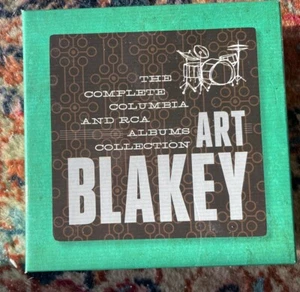 THE
COMPLETE
COLUMBIA
AND RCA
ALBUMS
COLLECTION
ART
BLAKEY